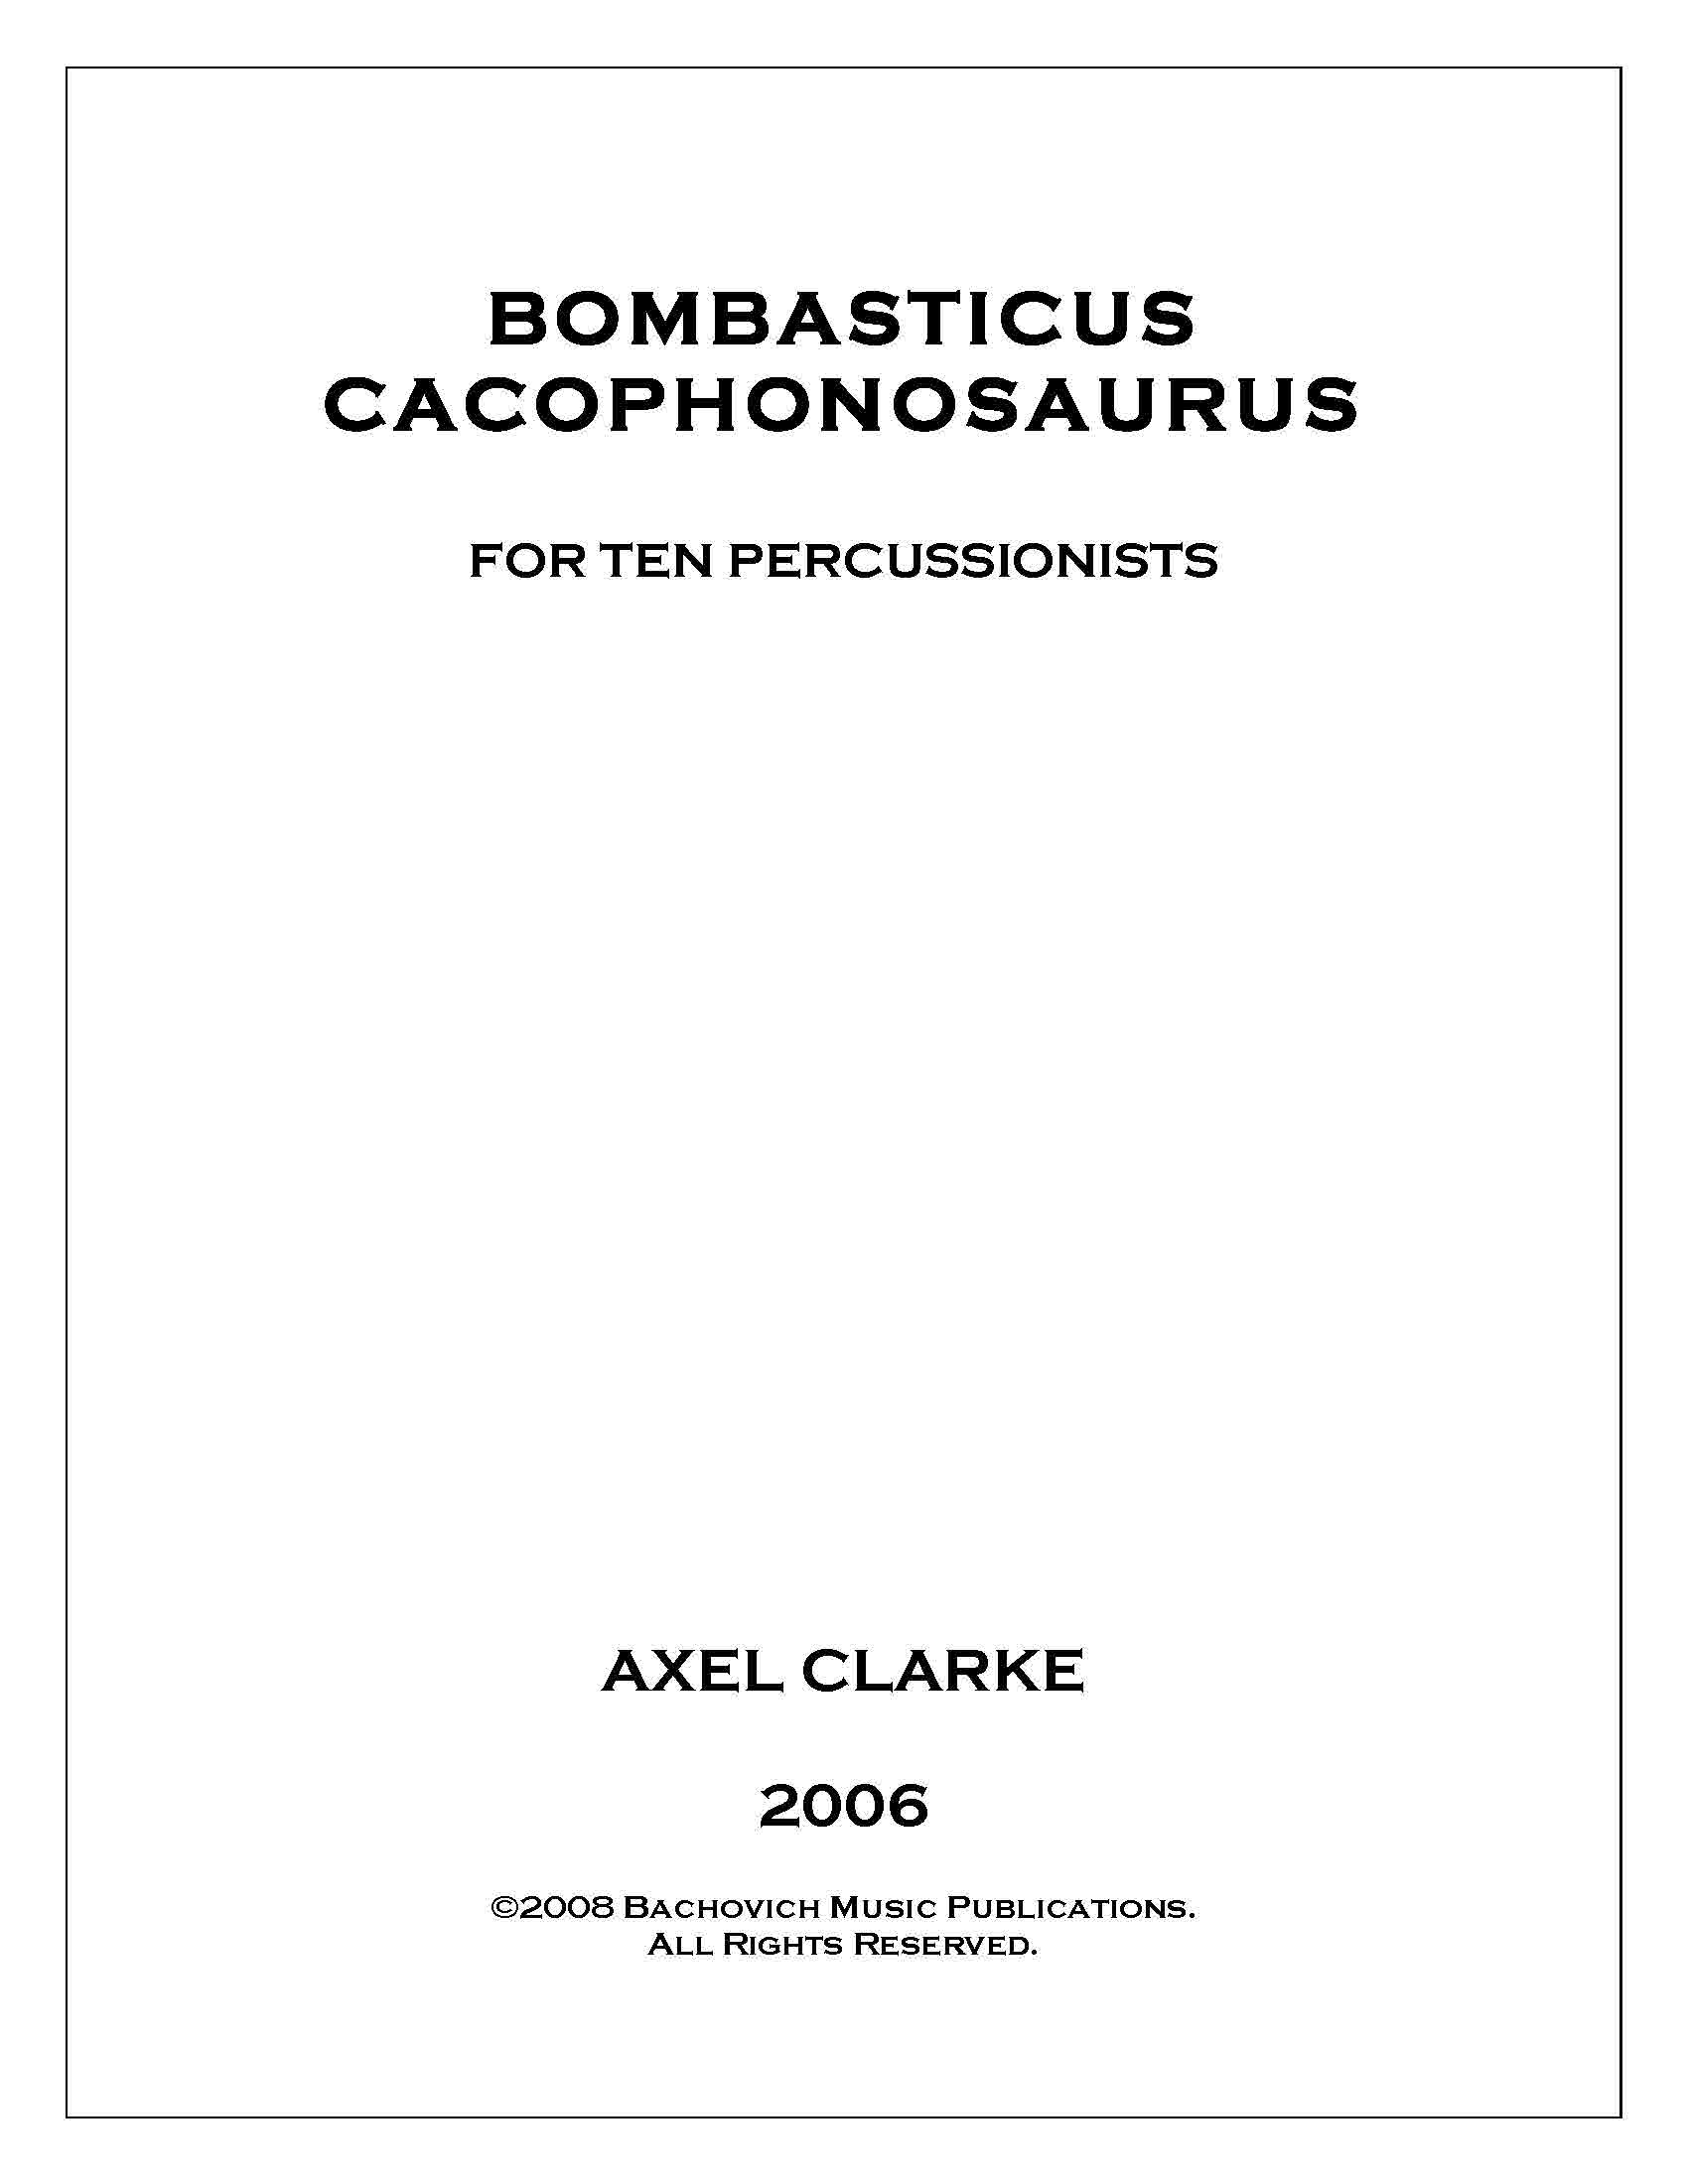 BOMBASTICUS
CACOPHONOSAURUS
FOR TEN PERCUSSIONISTS
AXEL CLARKE
2006
©2008 BACHOVICH MUSIC PUBLICATIONS.
ALL RIGHTS RESERVED.